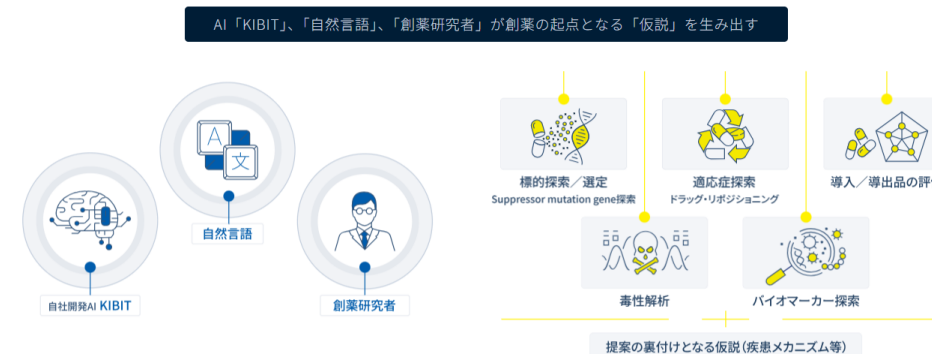 AI「KIBIT」、「自然言語」、「創薬研究者」が創薬の起点となる「仮説」を生み出す
A
文
自然言語
自社開発AI KIBIT
創薬研究者
標的探索／選定
Suppressor mutation gene探索
適応症探索
ドラッグ・リポジショニング
導入／導出品の評
毒性解析
バイオマーカー探索
提案の裏付けとなる仮説（疾患メカニズム等）